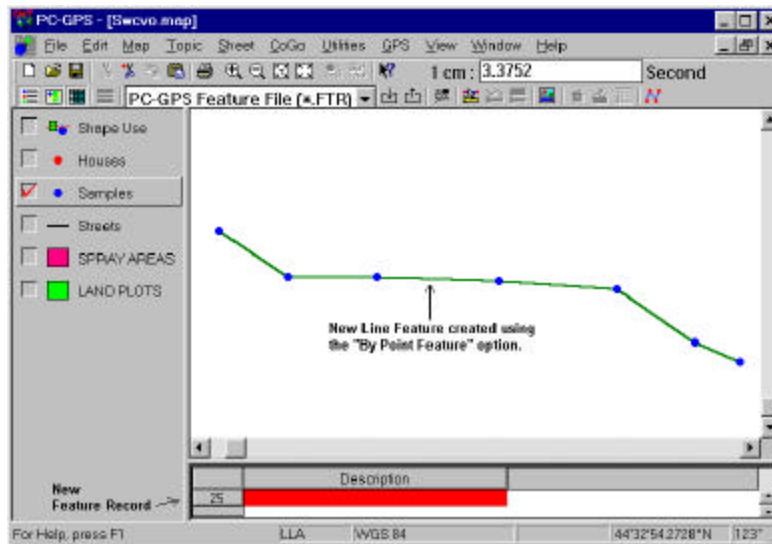 PC-GPS - [Swcvo.map]
File Edit Map Topic Sheet CoGo Utilities GPS View Window Help
1 cm : 3.3752 Second
PC-GPS Feature File (*.FTR)
Shape Use
Houses
Samples
Streets
SPRAY AREAS
LAND PLOTS
New Line Feature created using
the "By Point Feature" option.
Description
New
Feature Record
25
For Help, press F1 LLA WGS 84 44°32'54.2728"N 123°